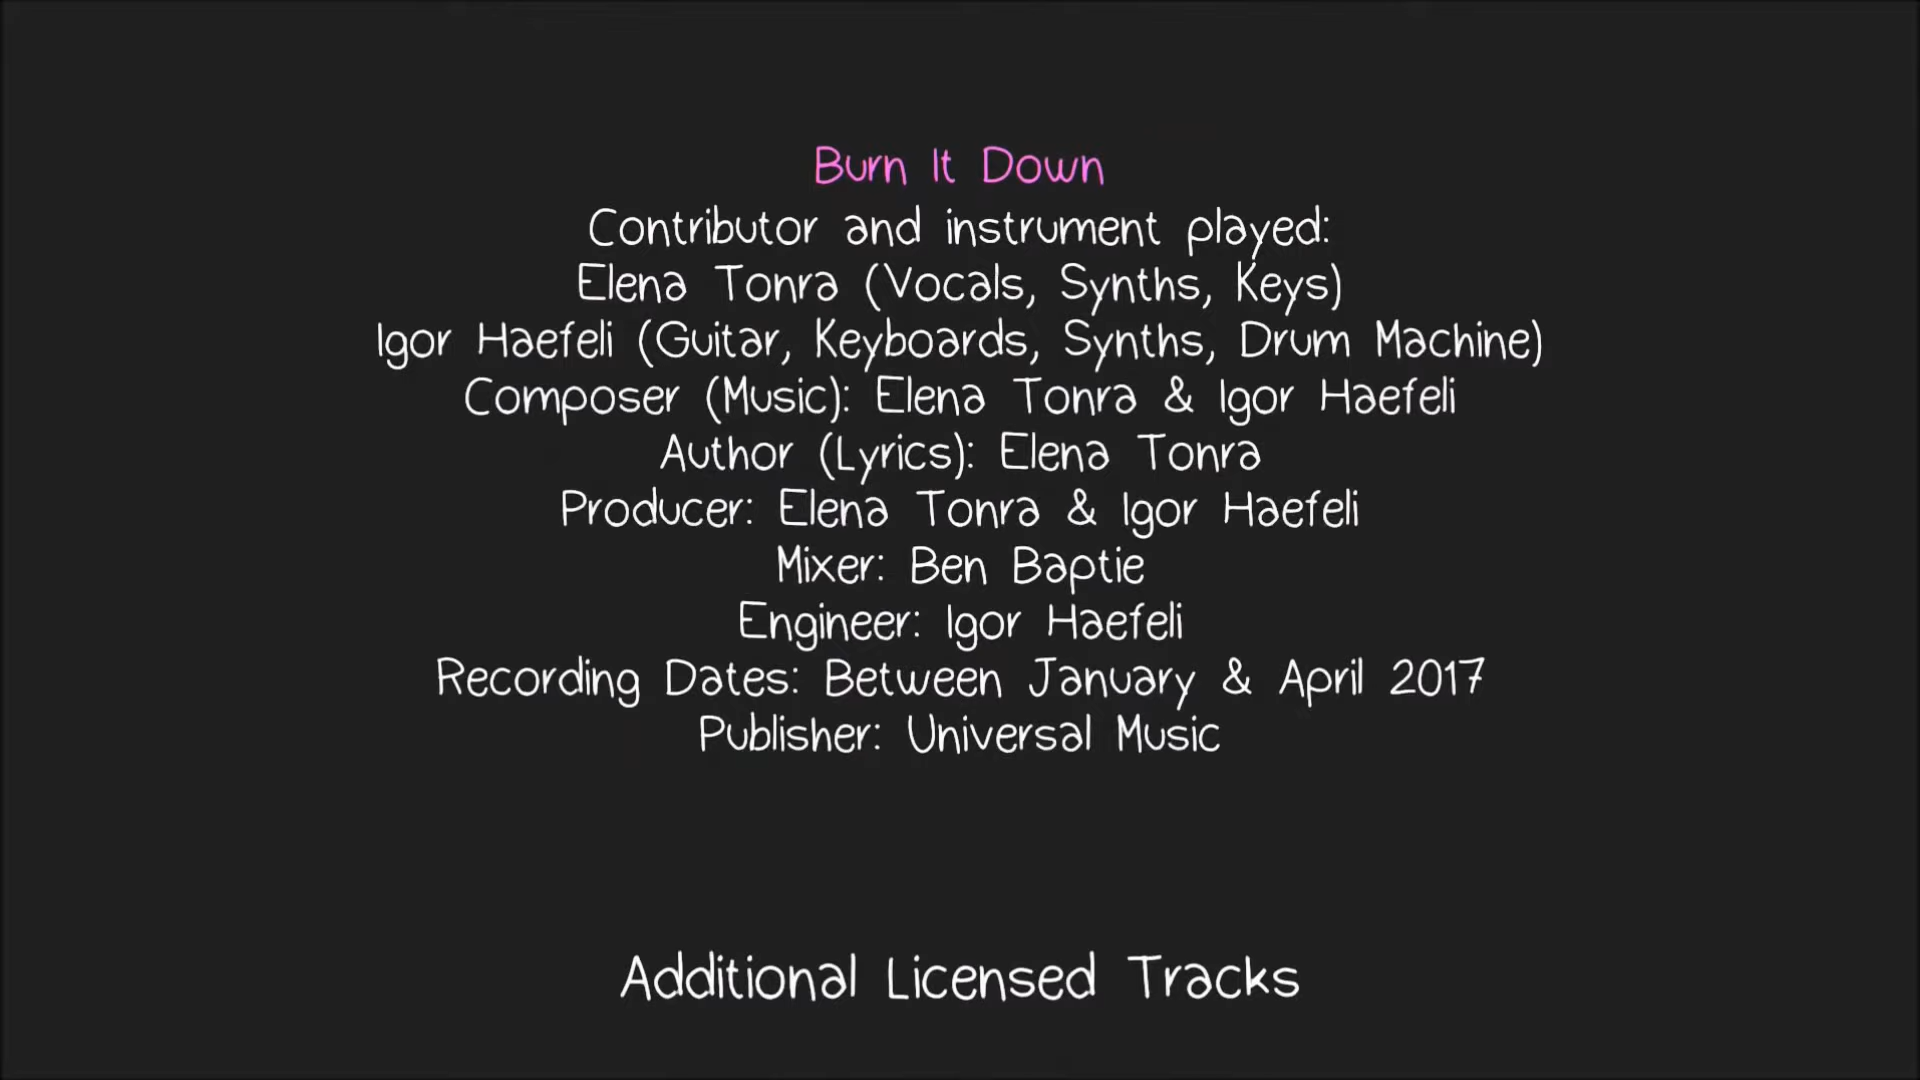 Burn It Down
Contributor and instrument played:
Elena Tonra (Vocals, Synths, Keys)
Igor Haefeli (Guitar, Keyboards, Synths, Drum Machine)
Composer (Music): Elena Tonra & Igor Haefeli
Author (Lyrics): Elena Tonra
Producer: Elena Tonra & Igor Haefeli
Mixer: Ben Baptie
Engineer: Igor Haefeli
Recording Dates: Between January & April 2017
Publisher: Universal Music
Additional Licensed Tracks